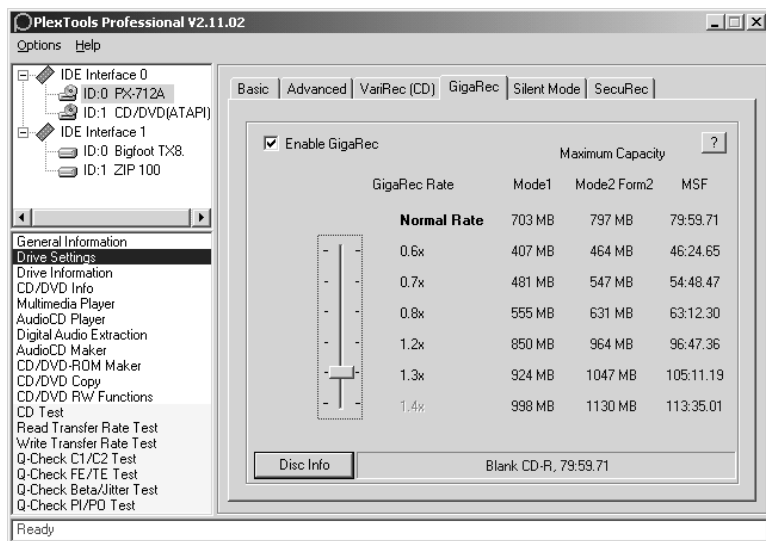 PlexTools Professional V2.11.02
Options Help
IDE Interface 0
ID:0 PX-712A
ID:1 CD/DVD(ATAPI)
IDE Interface 1
ID:0 Bigfoot TX8.
ID:1 ZIP 100
General Information
Drive Settings
Drive Information
CD/DVD Info
Multimedia Player
AudioCD Player
Digital Audio Extraction
AudioCD Maker
CD/DVD-ROM Maker
CD/DVD Copy
CD/DVD RW Functions
CD Test
Read Transfer Rate Test
Write Transfer Rate Test
Q-Check C1/C2 Test
Q-Check FE/TE Test
Q-Check Beta/Jitter Test
Q-Check PI/PO Test
Basic Advanced VariRec (CD) GigaRec Silent Mode SecuRec
Enable GigaRec
Maximum Capacity ?
GigaRec Rate Mode1 Mode2 Form2 MSF
Normal Rate 703 MB 797 MB 79:59.71
0.6x 407 MB 464 MB 46:24.65
0.7x 481 MB 547 MB 54:48.47
0.8x 555 MB 631 MB 63:12.30
1.2x 850 MB 964 MB 96:47.36
1.3x 924 MB 1047 MB 105:11.19
1.4x 998 MB 1130 MB 113:35.01
Disc Info Blank CD-R, 79:59.71
Ready